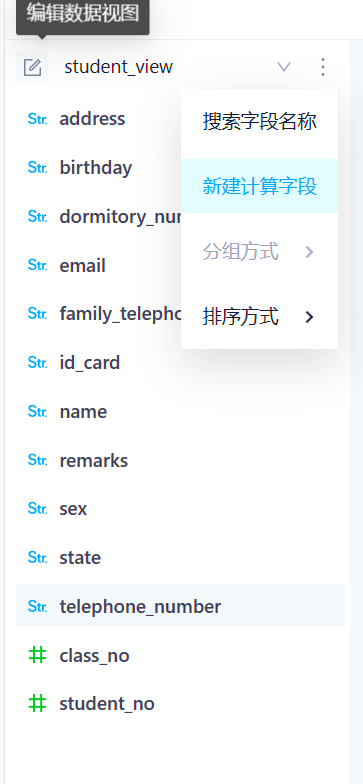 编辑数据视图
student_view
搜索字段名称
新建计算字段
分组方式
排序方式
Str. address
Str. birthday
Str. dormitory_nu
Str. email
Str. family_telepho
Str. id_card
Str. name
Str. remarks
Str. sex
Str. state
Str. telephone_number
class_no
student_no